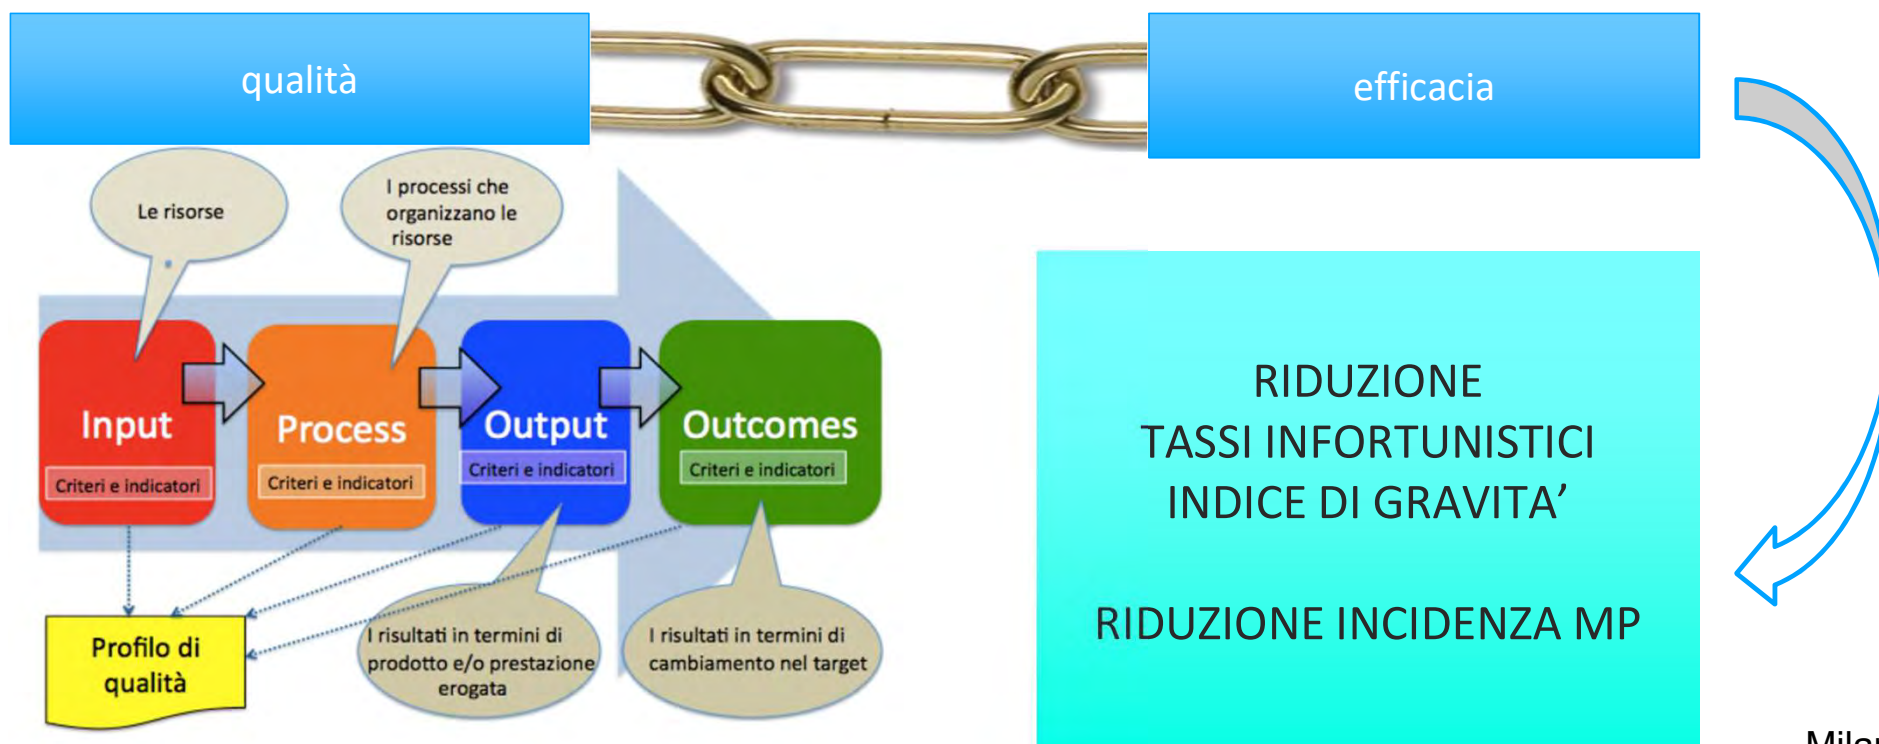 qualità
efficacia
Le risorse
I processi che
organizzano le
risorse
Input
Process
Output
Outcomes
Criteri e indicatori
Criteri e indicatori
Criteri e indicatori
Criteri e indicatori
Profilo di
qualità
I risultati in termini di
prodotto e/o prestazione
erogata
I risultati in termini di
cambiamento nel target
RIDUZIONE
TASSI INFORTUNISTICI
INDICE DI GRAVITA’
RIDUZIONE INCIDENZA MP